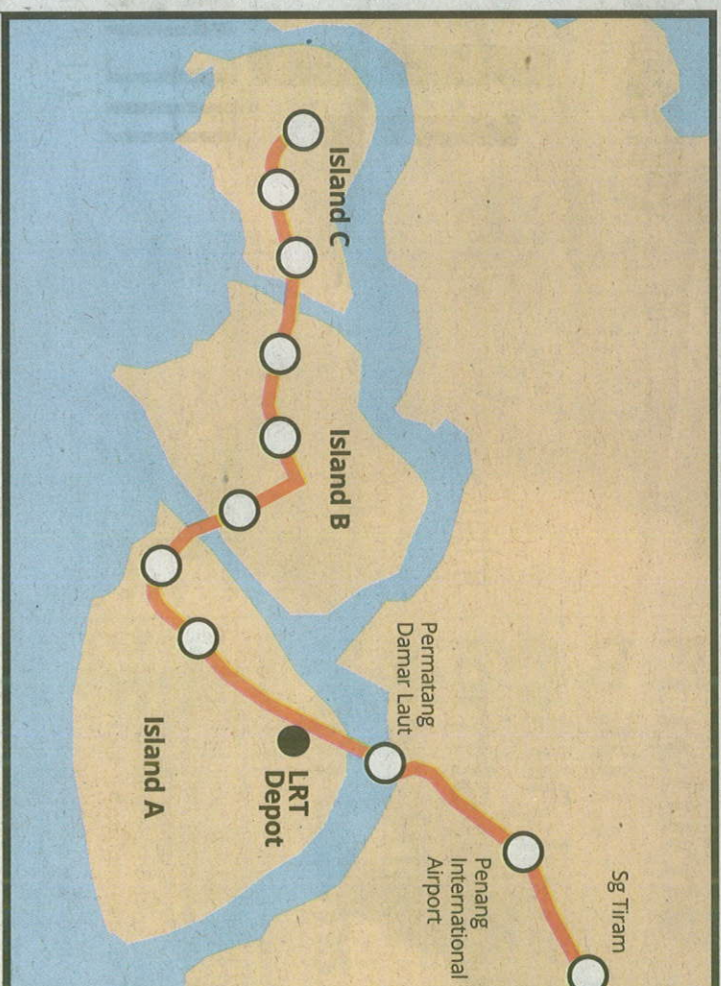 Island C
Island B
Island A
LRT
Depot
Permatang
Damar Laut
Penang
International
Airport
Sg Tiram